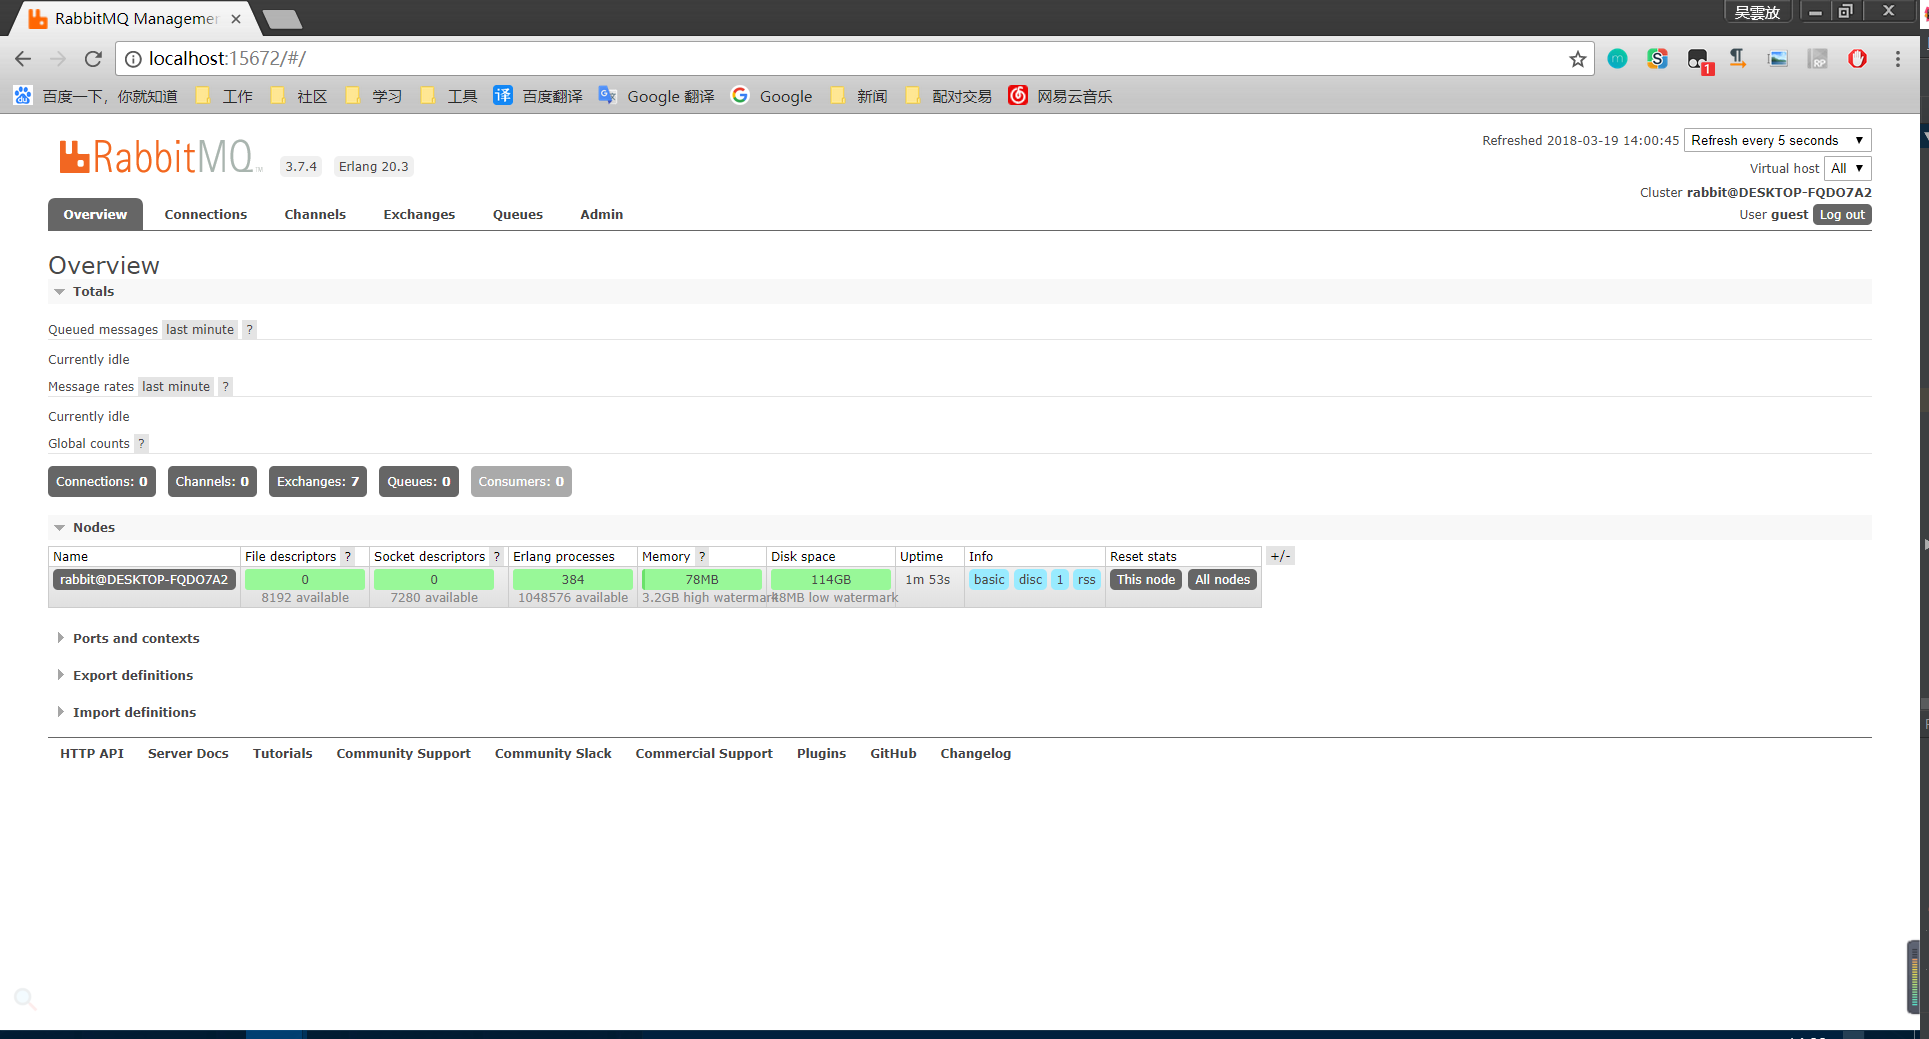 RabbitMQ Managemer
吴雲放
localhost:15672/#/
百度一下，你就知道 工作 社区 学习 工具 译 百度翻译 Google 翻译 Google 新闻 配对交易 网易云音乐
RabbitMQ 3.7.4 Erlang 20.3
Refreshed 2018-03-19 14:00:45 Refresh every 5 seconds
Virtual host All
Cluster rabbit@DESKTOP-FQDO7A2
User guest Log out
Overview Connections Channels Exchanges Queues Admin
Overview
Totals
Queued messages last minute ?
Currently idle
Message rates last minute ?
Currently idle
Global counts ?
Connections: 0 Channels: 0 Exchanges: 7 Queues: 0 Consumers: 0
Nodes
Name File descriptors ? Socket descriptors ? Erlang processes Memory ? Disk space Uptime Info Reset stats +/-
rabbit@DESKTOP-FQDO7A2 0 0 384 78MB 114GB 1m 53s basic disc 1 rss This node All nodes
8192 available 7280 available 1048576 available 3.2GB high watermark 48MB low watermark
Ports and contexts
Export definitions
Import definitions
HTTP API Server Docs Tutorials Community Support Community Slack Commercial Support Plugins GitHub Changelog